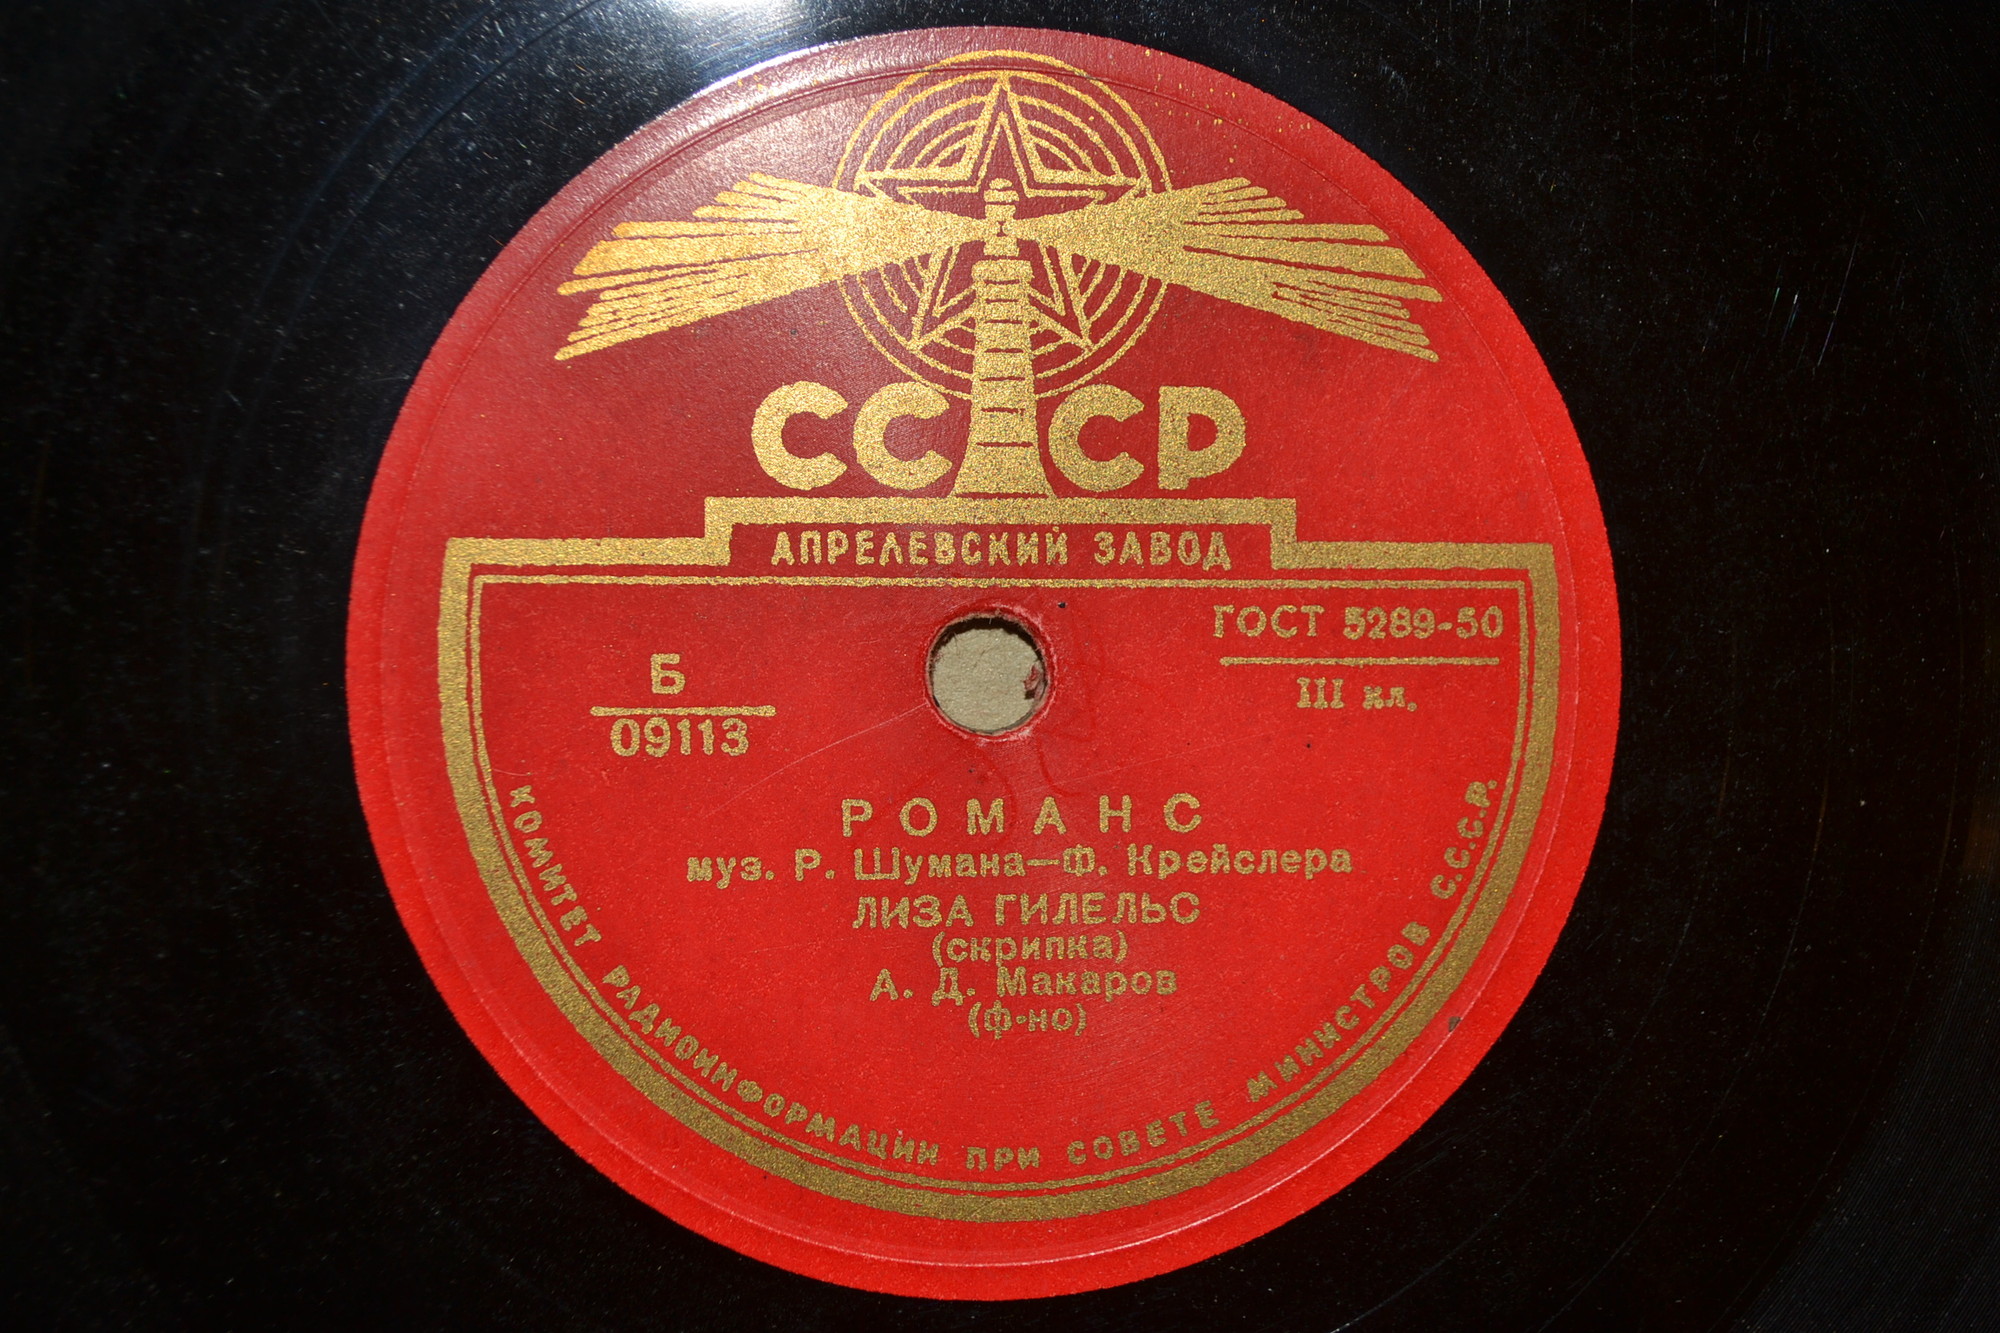 СССР
АПРЕЛЕВСКИЙ ЗАВОД
ГОСТ 5289-50
III кл.
Б
09113
РОМАНС
муз. Р. Шумана—Ф. Крейслера
ЛИЗА ГИЛЕЛЬС
(скрипка)
А. Д. Макаров
(ф-но)
КОМИТЕТ РАДИОИНФОРМАЦИИ ПРИ СОВЕТЕ МИНИСТРОВ С.С.С.Р.